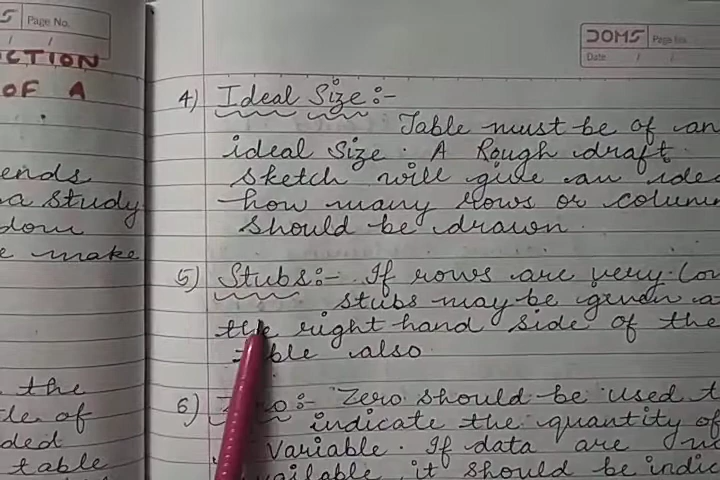 Page No.
CTION
OF A
ends
a study
dom
make
the
of
ded
table
DOMS Page No.
Date / /
4) Ideal Size :-
Table must be of an
ideal size. A Rough draft
sketch will give an idea
how many rows or column
should be drawn.
5) Stubs :- If rows are very
stubs may be given
the right hand side of the
table also.
6) Zero :- Zero should be used
indicate the quantity of
variable. If data are
it should be